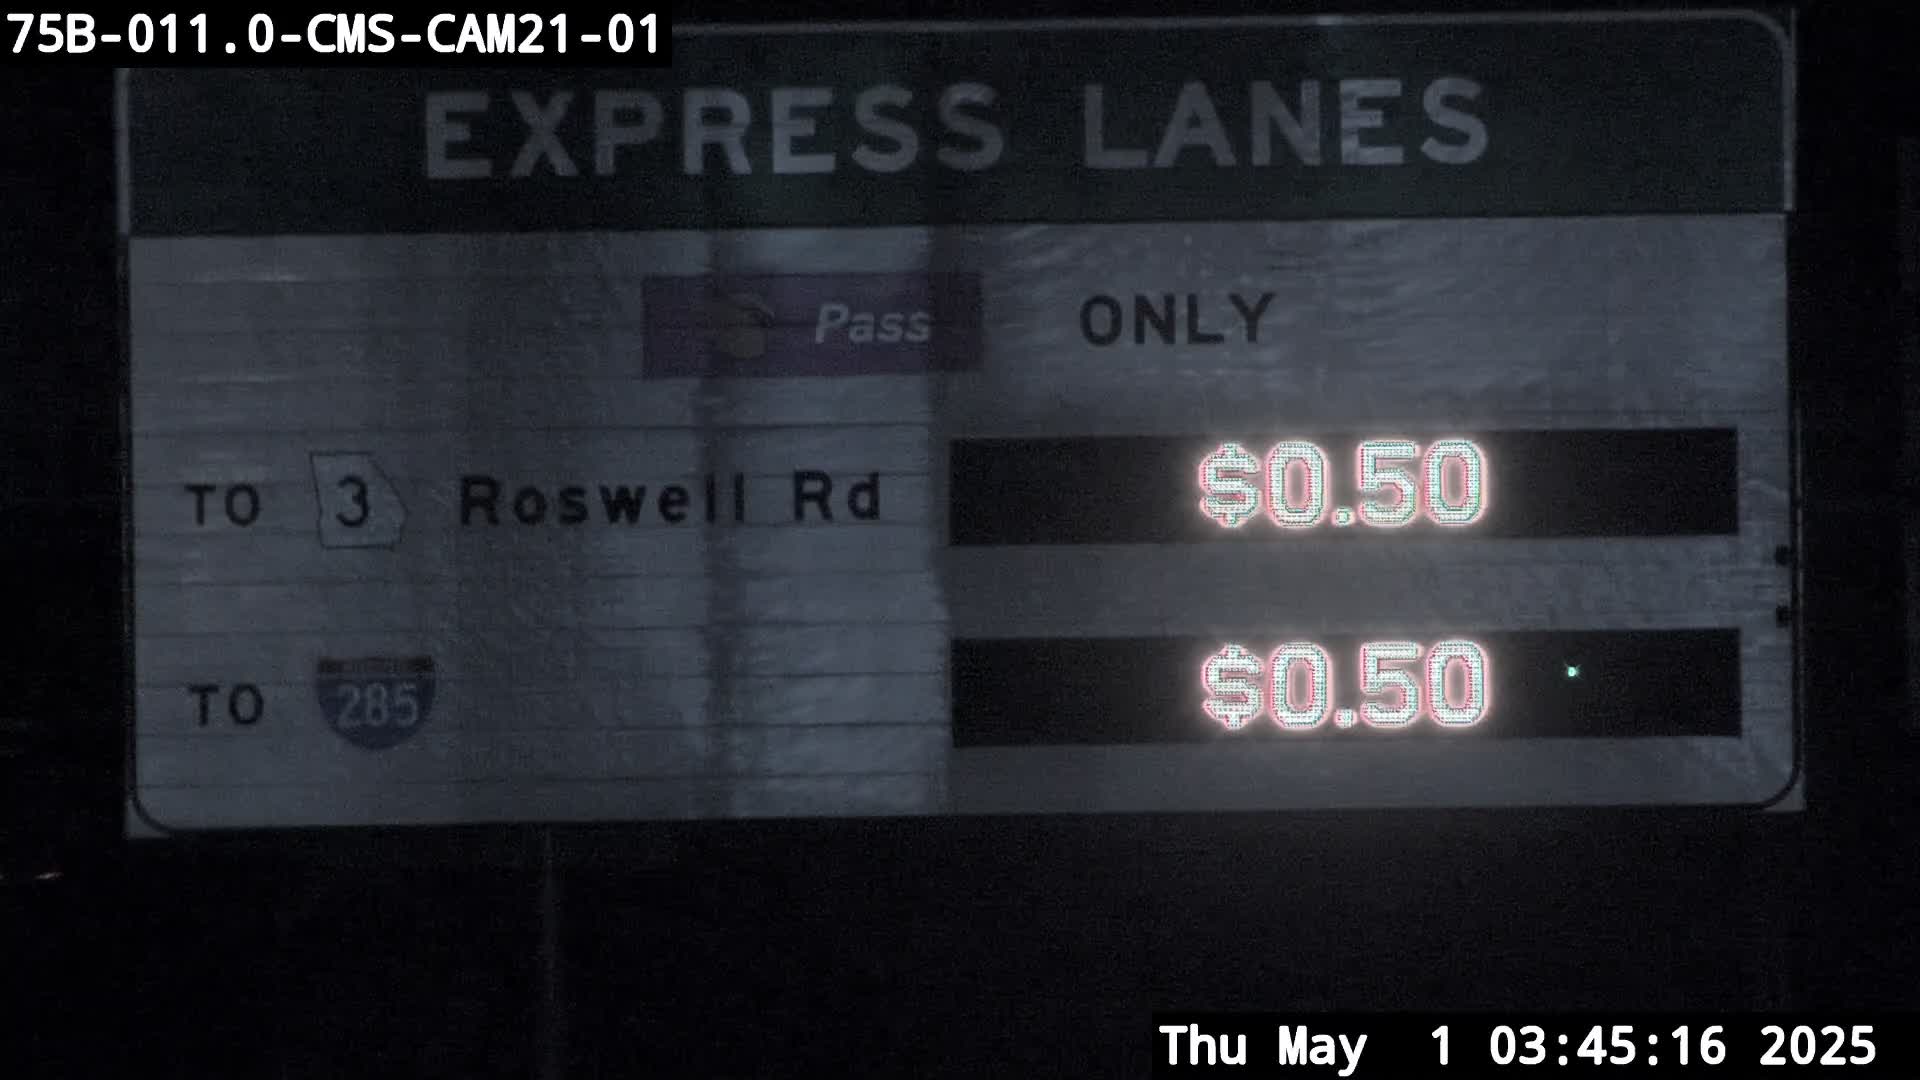 75B-011.0-CMS-CAM21-01
EXPRESS LANES
Pass ONLY
TO 3 Roswell Rd $0.50
TO 285 $0.50
Thu May 1 03:45:16 2025